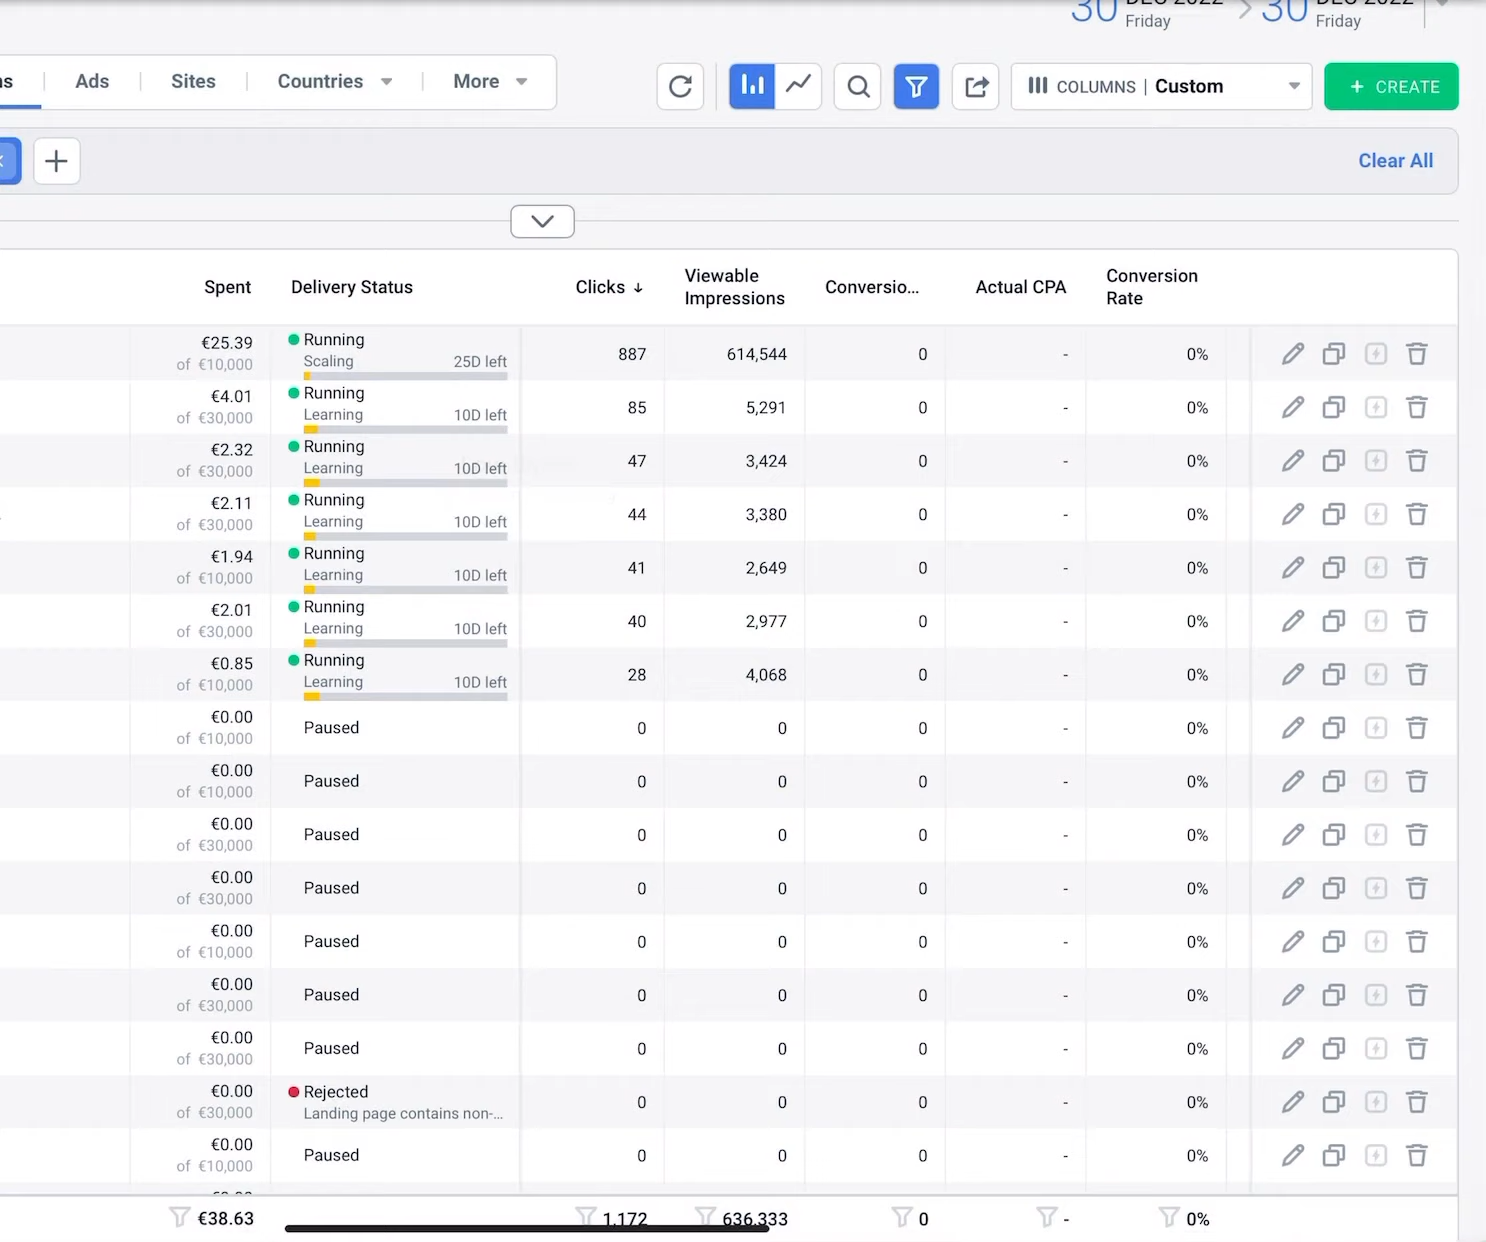 30 DEC 2022 Friday > 30 DEC 2022 Friday
Ads | Sites | Countries | More
COLUMNS | Custom
+ CREATE
Clear All
Spent Delivery Status Clicks ↓ Viewable Impressions Conversio... Actual CPA Conversion Rate
€25.39 of €10,000 Running Scaling 25D left 887 614,544 0 - 0%
€4.01 of €30,000 Running Learning 10D left 85 5,291 0 - 0%
€2.32 of €30,000 Running Learning 10D left 47 3,424 0 - 0%
€2.11 of €30,000 Running Learning 10D left 44 3,380 0 - 0%
€1.94 of €10,000 Running Learning 10D left 41 2,649 0 - 0%
€2.01 of €30,000 Running Learning 10D left 40 2,977 0 - 0%
€0.85 of €10,000 Running Learning 10D left 28 4,068 0 - 0%
€0.00 of €10,000 Paused 0 0 0 - 0%
€0.00 of €10,000 Paused 0 0 0 - 0%
€0.00 of €30,000 Paused 0 0 0 - 0%
€0.00 of €30,000 Paused 0 0 0 - 0%
€0.00 of €10,000 Paused 0 0 0 - 0%
€0.00 of €30,000 Paused 0 0 0 - 0%
€0.00 of €30,000 Paused 0 0 0 - 0%
€0.00 of €30,000 Rejected Landing page contains non-... 0 0 0 - 0%
€0.00 of €10,000 Paused 0 0 0 - 0%
€38.63 1,172 636,333 0 - 0%